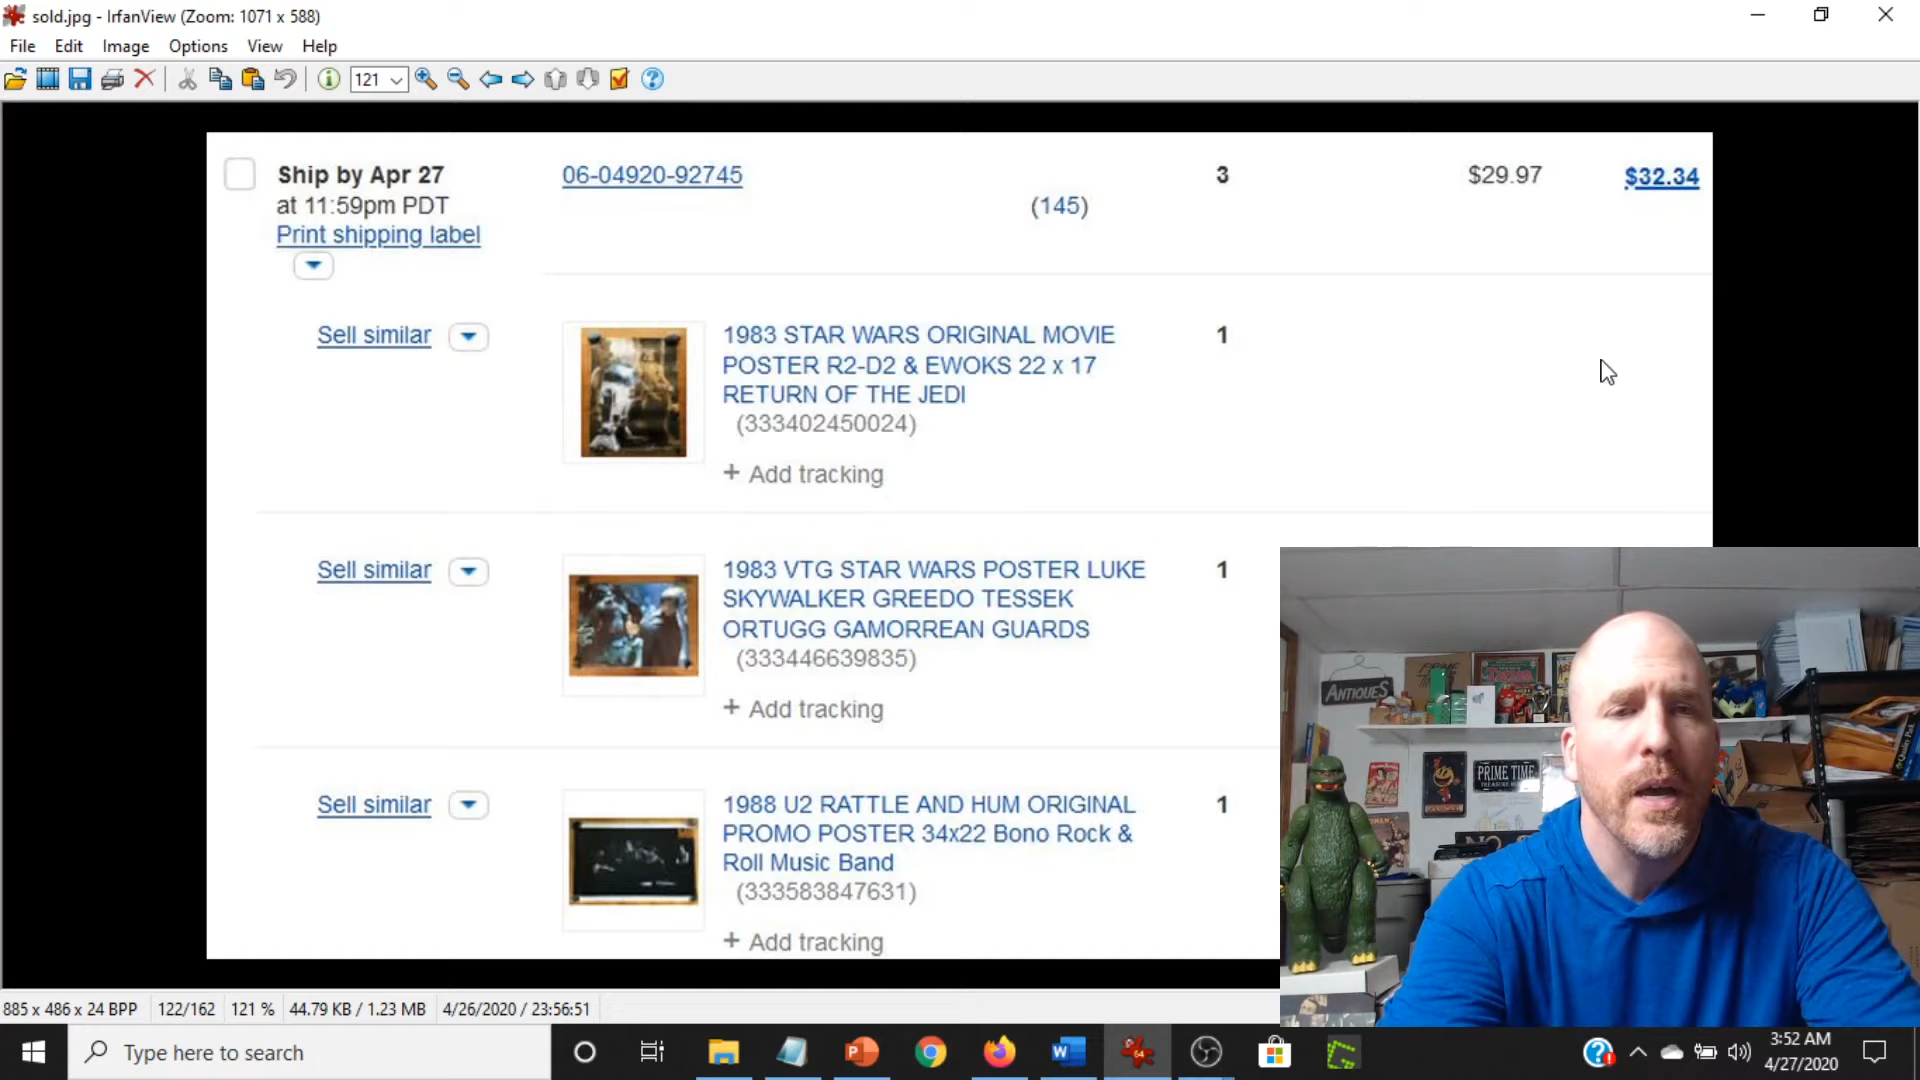 sold.jpg - IrfanView (Zoom: 1071 x 588)
File Edit Image Options View Help
121
Ship by Apr 27 06-04920-92745 3 $29.97 $32.34
at 11:59pm PDT (145)
Print shipping label
Sell similar
1983 STAR WARS ORIGINAL MOVIE 1
POSTER R2-D2 & EWOKS 22 x 17
RETURN OF THE JEDI
(333402450024)
+ Add tracking
Sell similar
1983 VTG STAR WARS POSTER LUKE 1
SKYWALKER GREEDO TESSEK
ORTUGG GAMORREAN GUARDS
(333446639835)
+ Add tracking
Sell similar
1988 U2 RATTLE AND HUM ORIGINAL 1
PROMO POSTER 34x22 Bono Rock &
Roll Music Band
(333583847631)
+ Add tracking
ANTIQUES
PRIME TIME
885 x 486 x 24 BPP 122/162 121 % 44.79 KB / 1.23 MB 4/26/2020 / 23:56:51
Type here to search
3:52 AM
4/27/2020